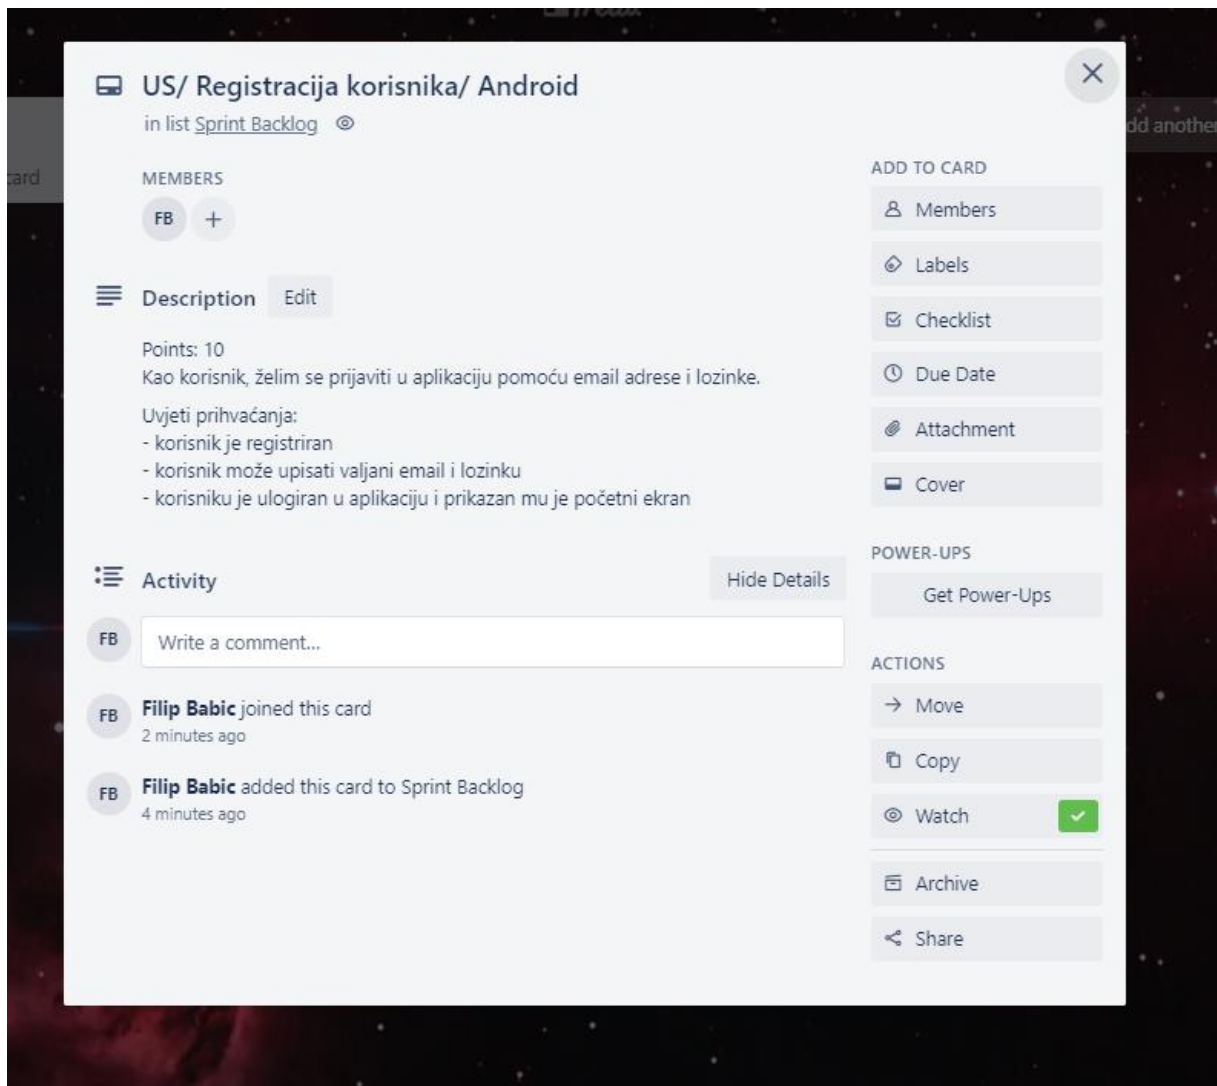 US/ Registracija korisnika/ Android
in list Sprint Backlog
dd another
card
MEMBERS
FB
Description Edit
Points: 10
Kao korisnik, želim se prijaviti u aplikaciju pomoću email adrese i lozinke.
Uvjeti prihvaćanja:
- korisnik je registriran
- korisnik može upisati valjani email i lozinku
- korisniku je ulogiran u aplikaciju i prikazan mu je početni ekran
Activity Hide Details
FB Write a comment...
FB Filip Babic joined this card
2 minutes ago
FB Filip Babic added this card to Sprint Backlog
4 minutes ago
ADD TO CARD
Members
Labels
Checklist
Due Date
Attachment
Cover
POWER-UPS
Get Power-Ups
ACTIONS
Move
Copy
Watch
Archive
Share